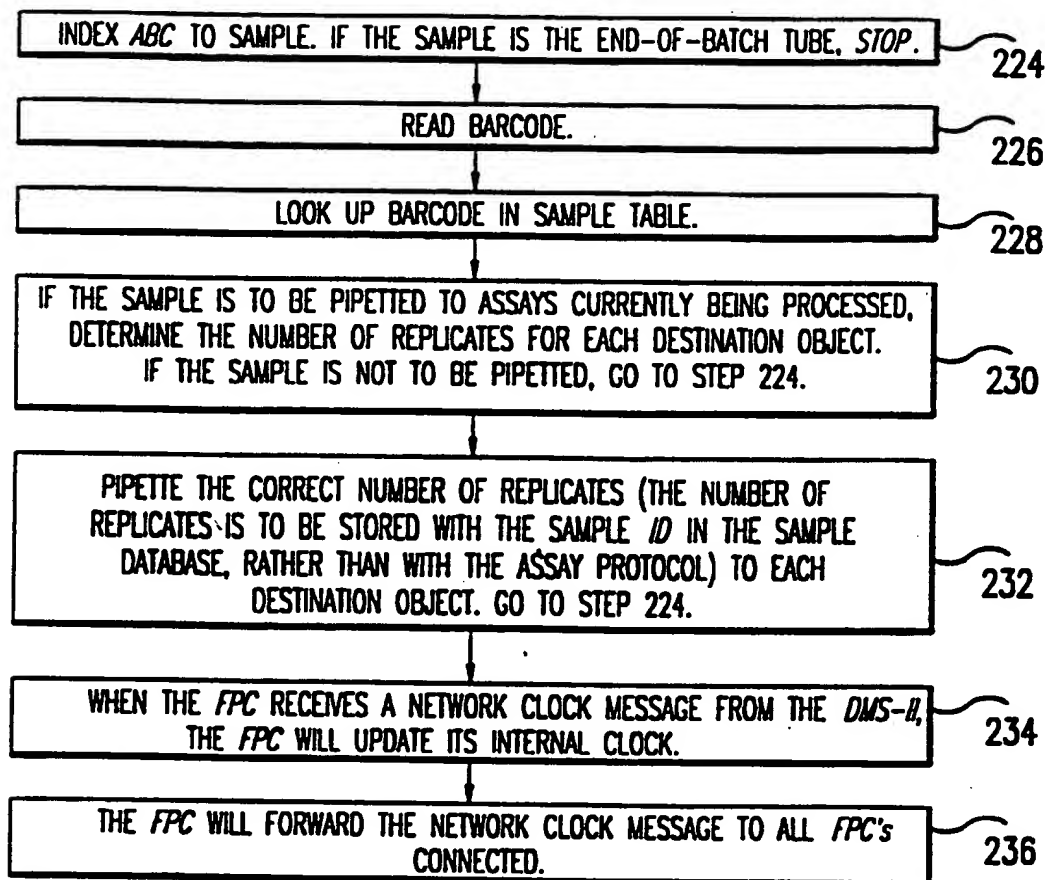 INDEX ABC TO SAMPLE. IF THE SAMPLE IS THE END-OF-BATCH TUBE, STOP.
224
READ BARCODE.
226
LOOK UP BARCODE IN SAMPLE TABLE.
228
IF THE SAMPLE IS TO BE PIPETTED TO ASSAYS CURRENTLY BEING PROCESSED,
DETERMINE THE NUMBER OF REPLICATES FOR EACH DESTINATION OBJECT.
IF THE SAMPLE IS NOT TO BE PIPETTED, GO TO STEP 224.
230
PIPETTE THE CORRECT NUMBER OF REPLICATES (THE NUMBER OF
REPLICATES IS TO BE STORED WITH THE SAMPLE ID IN THE SAMPLE
DATABASE, RATHER THAN WITH THE ASSAY PROTOCOL) TO EACH
DESTINATION OBJECT. GO TO STEP 224.
232
WHEN THE FPC RECEIVES A NETWORK CLOCK MESSAGE FROM THE DMS-H,
THE FPC WILL UPDATE ITS INTERNAL CLOCK.
234
THE FPC WILL FORWARD THE NETWORK CLOCK MESSAGE TO ALL FPC's
CONNECTED.
236